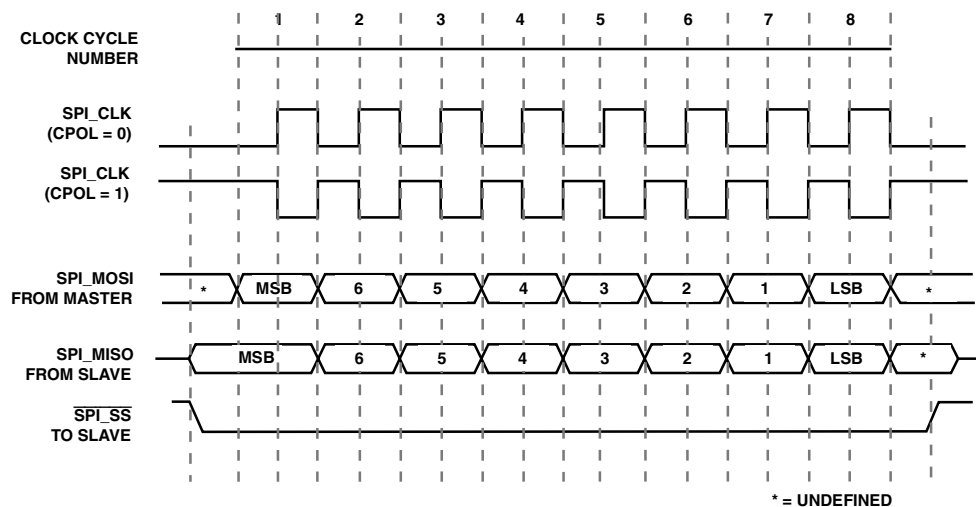 1 2 3 4 5 6 7 8
CLOCK CYCLE
NUMBER
SPI_CLK
(CPOL = 0)
SPI_CLK
(CPOL = 1)
SPI_MOSI
FROM MASTER
* MSB 6 5 4 3 2 1 LSB *
SPI_MISO
FROM SLAVE
MSB 6 5 4 3 2 1 LSB *
SPI_SS
TO SLAVE
* = UNDEFINED